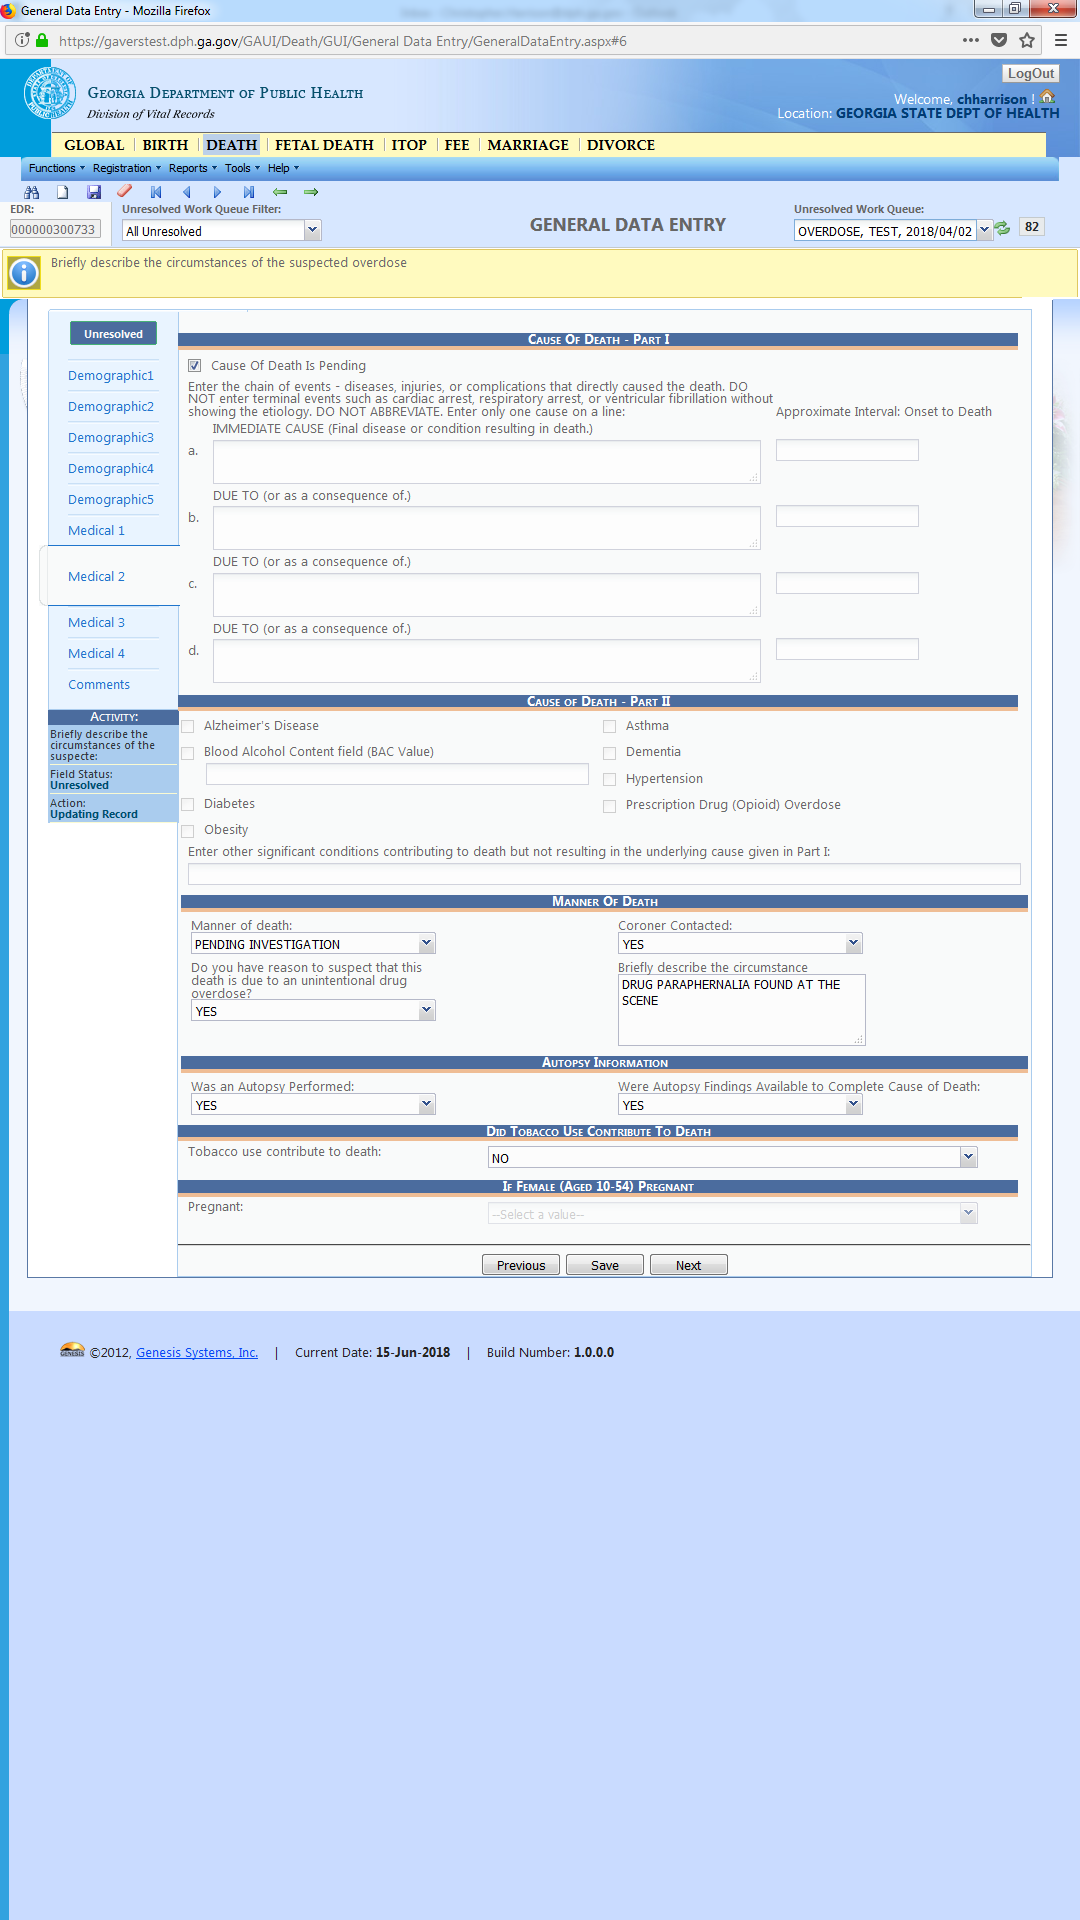 General Data Entry - Mozilla Firefox
https://gaverstest.dph.ga.gov/GAUI/Death/GUI/General Data Entry/GeneralDataEntry.aspx#6
LogOut
GEORGIA DEPARTMENT OF PUBLIC HEALTH
Division of Vital Records
Welcome, chharrison !
Location: GEORGIA STATE DEPT OF HEALTH
GLOBAL BIRTH DEATH FETAL DEATH ITOP FEE MARRIAGE DIVORCE
Functions Registration Reports Tools Help
EDR: Unresolved Work Queue Filter: Unresolved Work Queue:
000000300733 All Unresolved GENERAL DATA ENTRY OVERDOSE, TEST, 2018/04/02 82
Briefly describe the circumstances of the suspected overdose
Unresolved
Demographic1
Demographic2
Demographic3
Demographic4
Demographic5
Medical 1
Medical 2
Medical 3
Medical 4
Comments
ACTIVITY:
Briefly describe the
circumstances of the
suspecte:
Field Status:
Unresolved
Action:
Updating Record
CAUSE OF DEATH - PART I
Cause Of Death Is Pending
Enter the chain of events - diseases, injuries, or complications that directly caused the death. DO
NOT enter terminal events such as cardiac arrest, respiratory arrest, or ventricular fibrillation without
showing the etiology. DO NOT ABBREVIATE. Enter only one cause on a line: Approximate Interval: Onset to Death
IMMEDIATE CAUSE (Final disease or condition resulting in death.)
a.
DUE TO (or as a consequence of.)
b.
DUE TO (or as a consequence of.)
c.
DUE TO (or as a consequence of.)
d.
CAUSE OF DEATH - PART II
Alzheimer's Disease Asthma
Blood Alcohol Content field (BAC Value) Dementia
Hypertension
Diabetes Prescription Drug (Opioid) Overdose
Obesity
Enter other significant conditions contributing to death but not resulting in the underlying cause given in Part I:
MANNER OF DEATH
Manner of death: Coroner Contacted:
PENDING INVESTIGATION YES
Do you have reason to suspect that this
death is due to an unintentional drug
overdose?
YES
Briefly describe the circumstance
DRUG PARAPHERNALIA FOUND AT THE
SCENE
AUTOPSY INFORMATION
Was an Autopsy Performed: Were Autopsy Findings Available to Complete Cause of Death:
YES YES
DID TOBACCO USE CONTRIBUTE TO DEATH
Tobacco use contribute to death: NO
IF FEMALE (AGED 10-54) PREGNANT
Pregnant: --Select a value--
Previous Save Next
GENESIS ©2012, Genesis Systems, Inc. | Current Date: 15-Jun-2018 | Build Number: 1.0.0.0